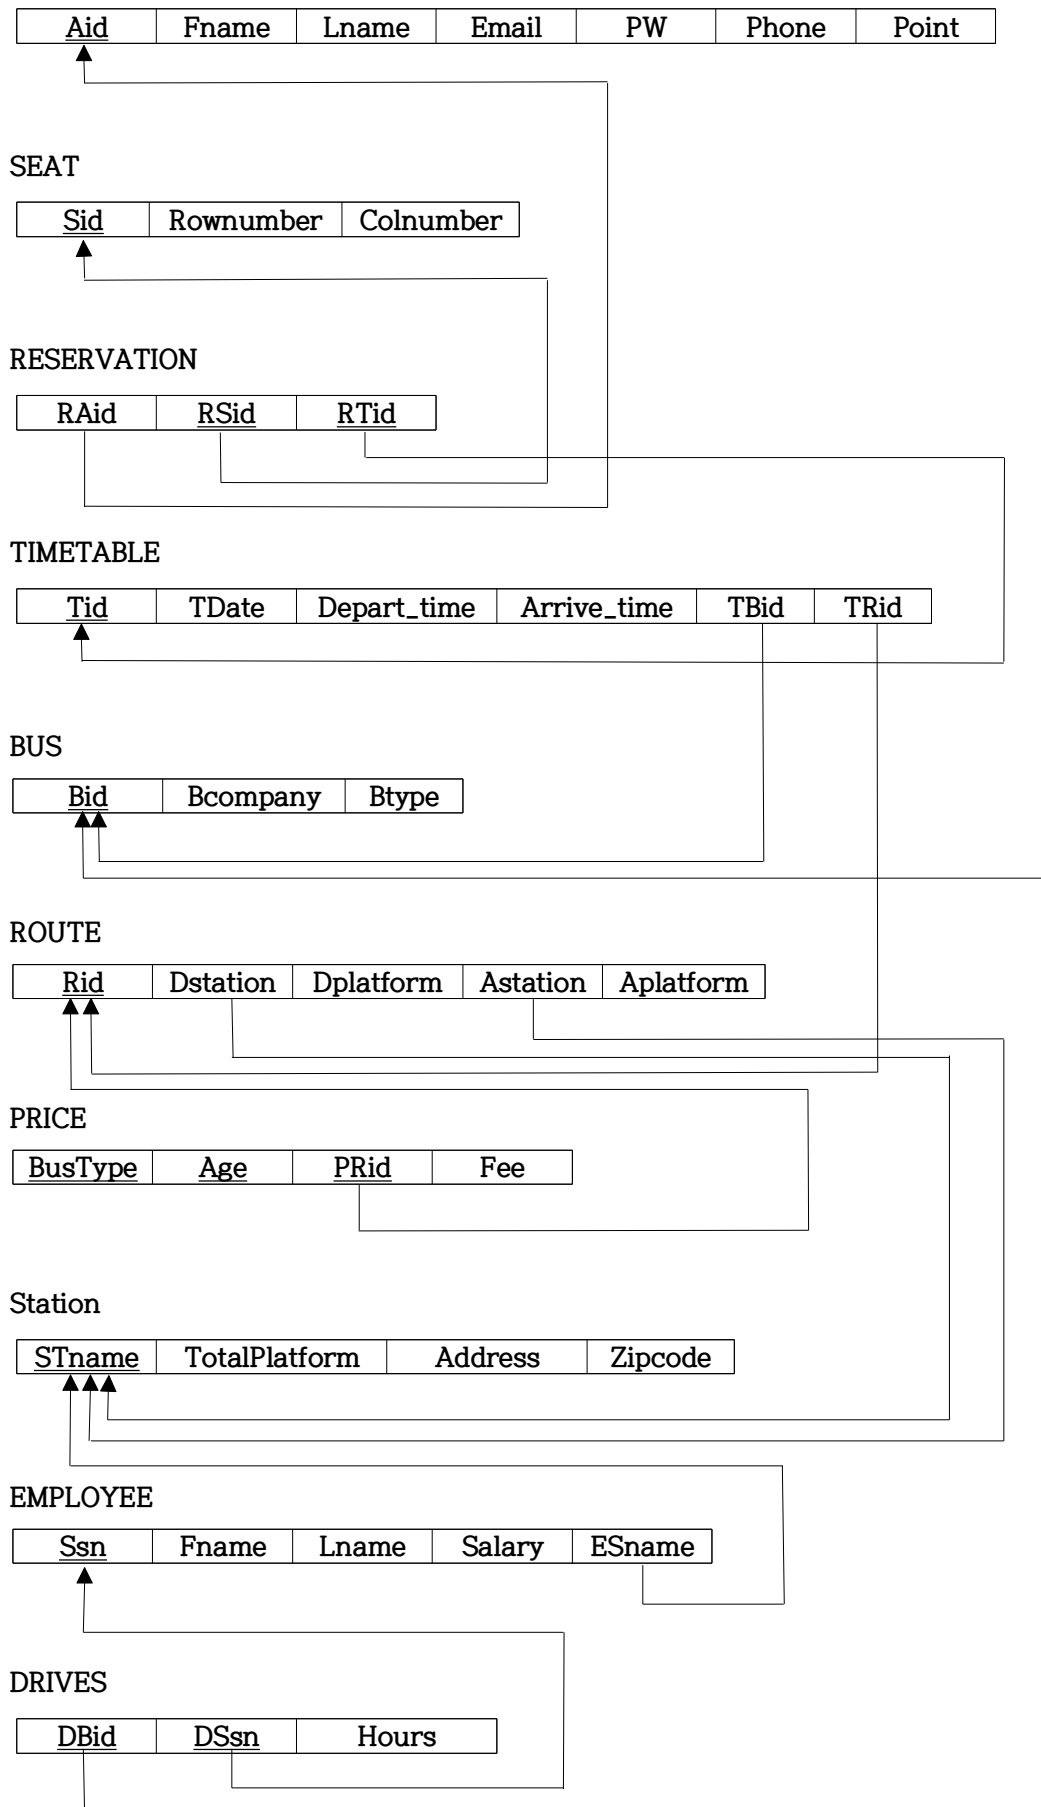 Aid Fname Lname Email PW Phone Point
SEAT
Sid Rownumber Colnumber
RESERVATION
RAid RSid RTid
TIMETABLE
Tid TDate Depart_time Arrive_time TBid TRid
BUS
Bid Bcompany Btype
ROUTE
Rid Dstation Dplatform Astation Aplatform
PRICE
BusType Age PRid Fee
Station
STname TotalPlatform Address Zipcode
EMPLOYEE
Ssn Fname Lname Salary ESname
DRIVES
DBid DSsn Hours